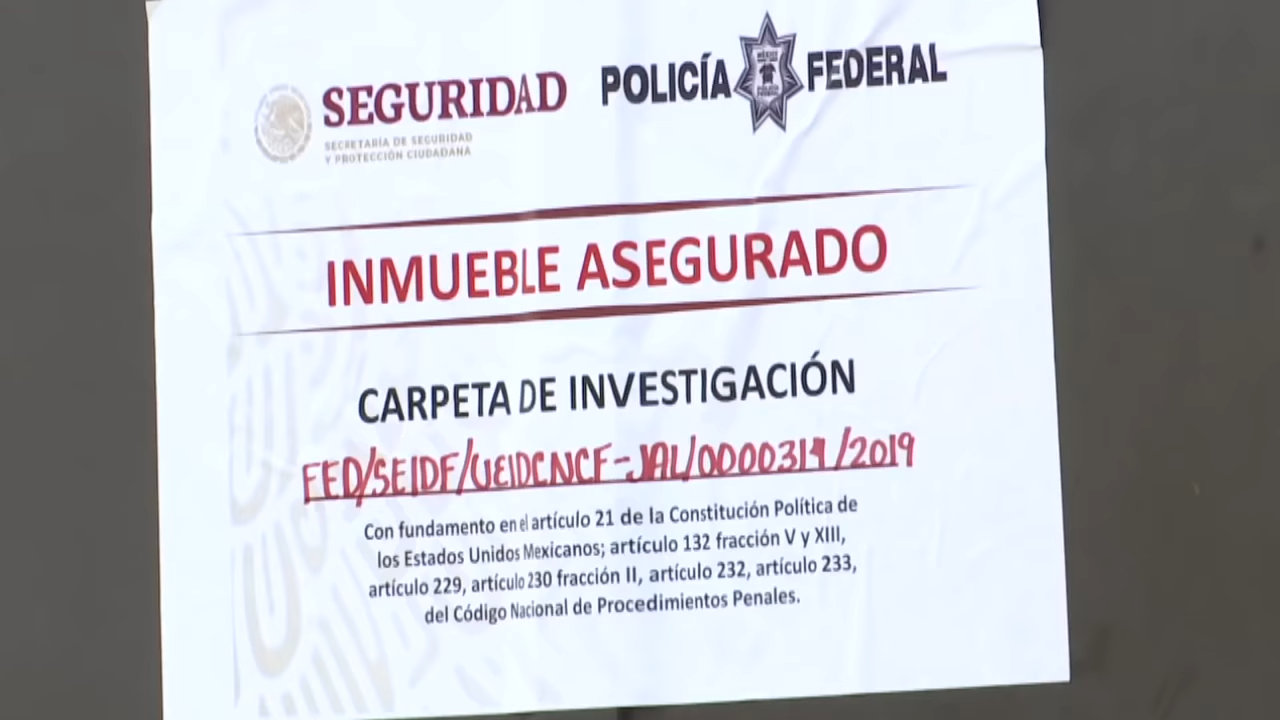 SEGURIDAD
SECRETARÍA DE SEGURIDAD
Y PROTECCIÓN CIUDADANA
POLICÍA FEDERAL
INMUEBLE ASEGURADO
CARPETA DE INVESTIGACIÓN
FED/SEIDF/UEIDCNCF-JAL/0000319/2019
Con fundamento en el artículo 21 de la Constitución Política de
los Estados Unidos Mexicanos; artículo 132 fracción V y XIII,
artículo 229, artículo 230 fracción II, artículo 232, artículo 233,
del Código Nacional de Procedimientos Penales.